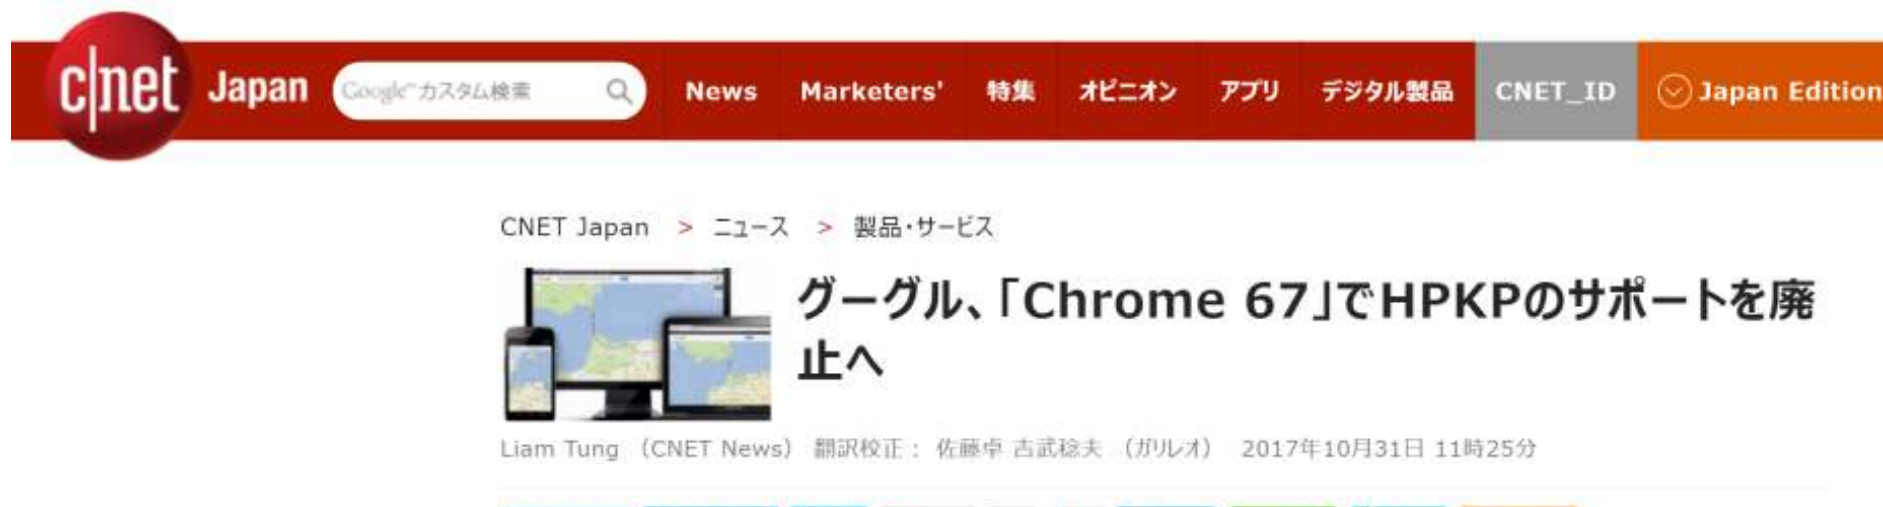 c|net Japan Google™カスタム検索 News Marketers' 特集 オピニオン アプリ デジタル製品 CNET_ID Japan Edition
CNET Japan > ニュース > 製品・サービス
グーグル、「Chrome 67」でHPKPのサポートを廃
止へ
Liam Tung （CNET News） 翻訳校正： 佐藤卓 吉武稔夫 （ガリレオ） 2017年10月31日 11時25分